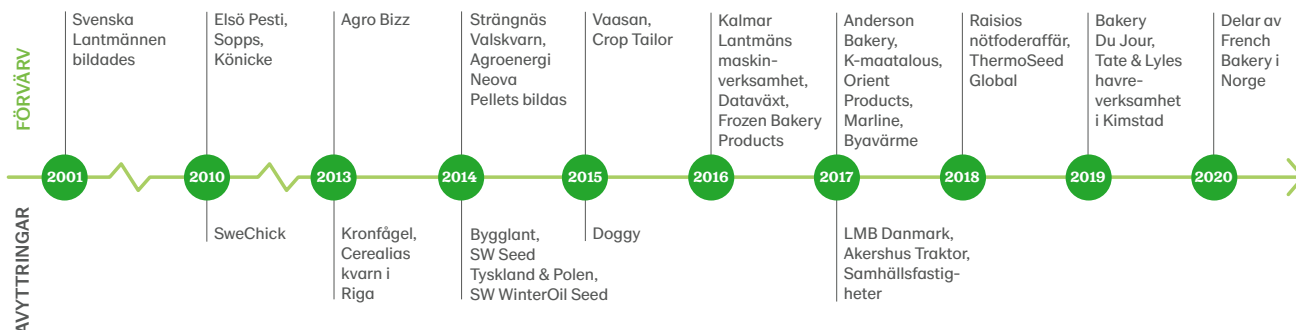 FÖRVÄRV
Svenska
Lantmännen
bildades
Elsö Pesti,
Sopps,
Könicke
Agro Bizz
Strängnäs
Valskvarn,
Agroenergi
Neova
Pellets bildas
Vaasan,
Crop Tailor
Kalmar
Lantmäns
maskin-
verksamhet,
Dataväxt,
Frozen Bakery
Products
Anderson
Bakery,
K-maatalous,
Orient
Products,
Marline,
Byavärme
Raisios
nötfoderaffär,
ThermoSeed
Global
Bakery
Du Jour,
Tate & Lyles
havre-
verksamhet
i Kimstad
Delar av
French
Bakery i
Norge
2001
2010
2013
2014
2015
2016
2017
2018
2019
2020
AVYTTRINGAR
SweChick
Kronfågel,
Cerealias
kvarn i
Riga
Bygglant,
SW Seed
Tyskland & Polen,
SW WinterOil Seed
Doggy
LMB Danmark,
Akershus Traktor,
Samhällsfastig-
heter